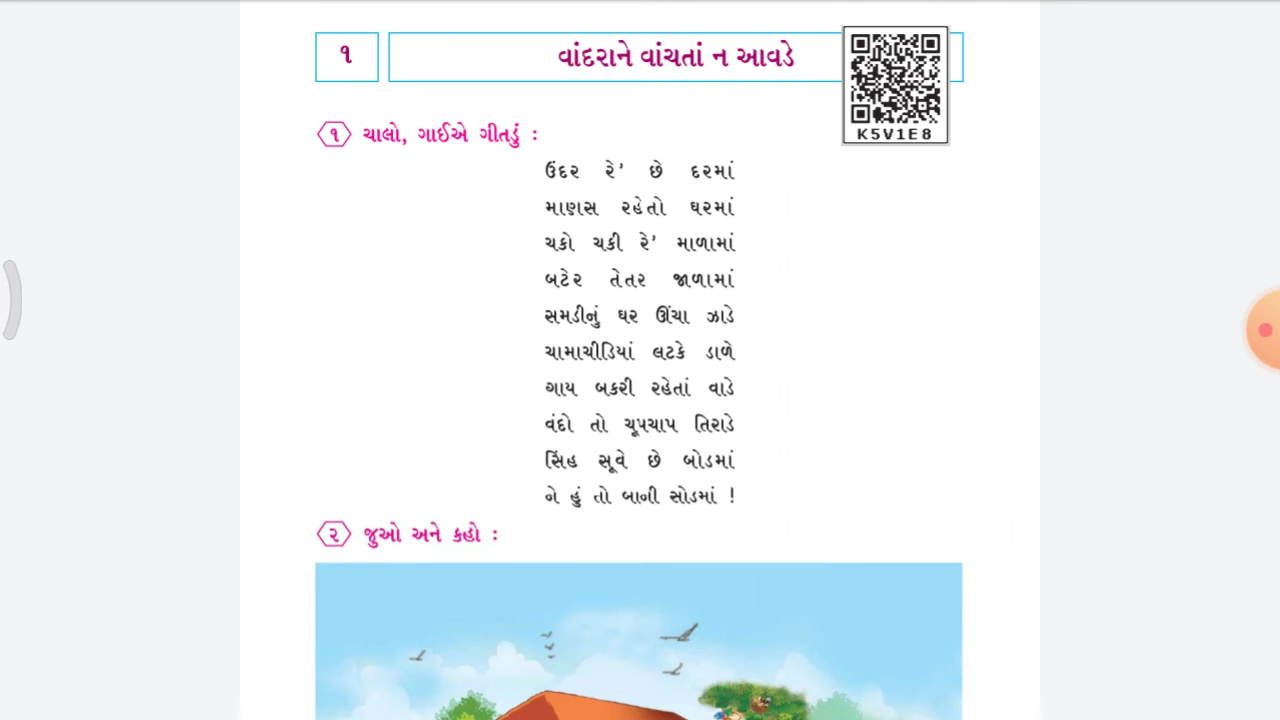 ૧
વાંદરાને વાંચતાં ન આવડે
K5V1E8
૧ ચાલો, ગાઈએ ગીતડું :
ઉંદર રે’ છે દરમાં
માણસ રહેતો ઘરમાં
ચકો ચકી રે’ માળામાં
બટેર તેતર જાળામાં
સમડીનું ઘર ઊંચા ઝાડે
ચામાચીડિયાં લટકે ડાળે
ગાય બકરી રહેતાં વાડે
વંદો તો ચૂપચાપ તિરાડે
સિંહ સૂવે છે બોડમાં
ને હું તો બાની સોડમાં !
૨ જુઓ અને કહો :